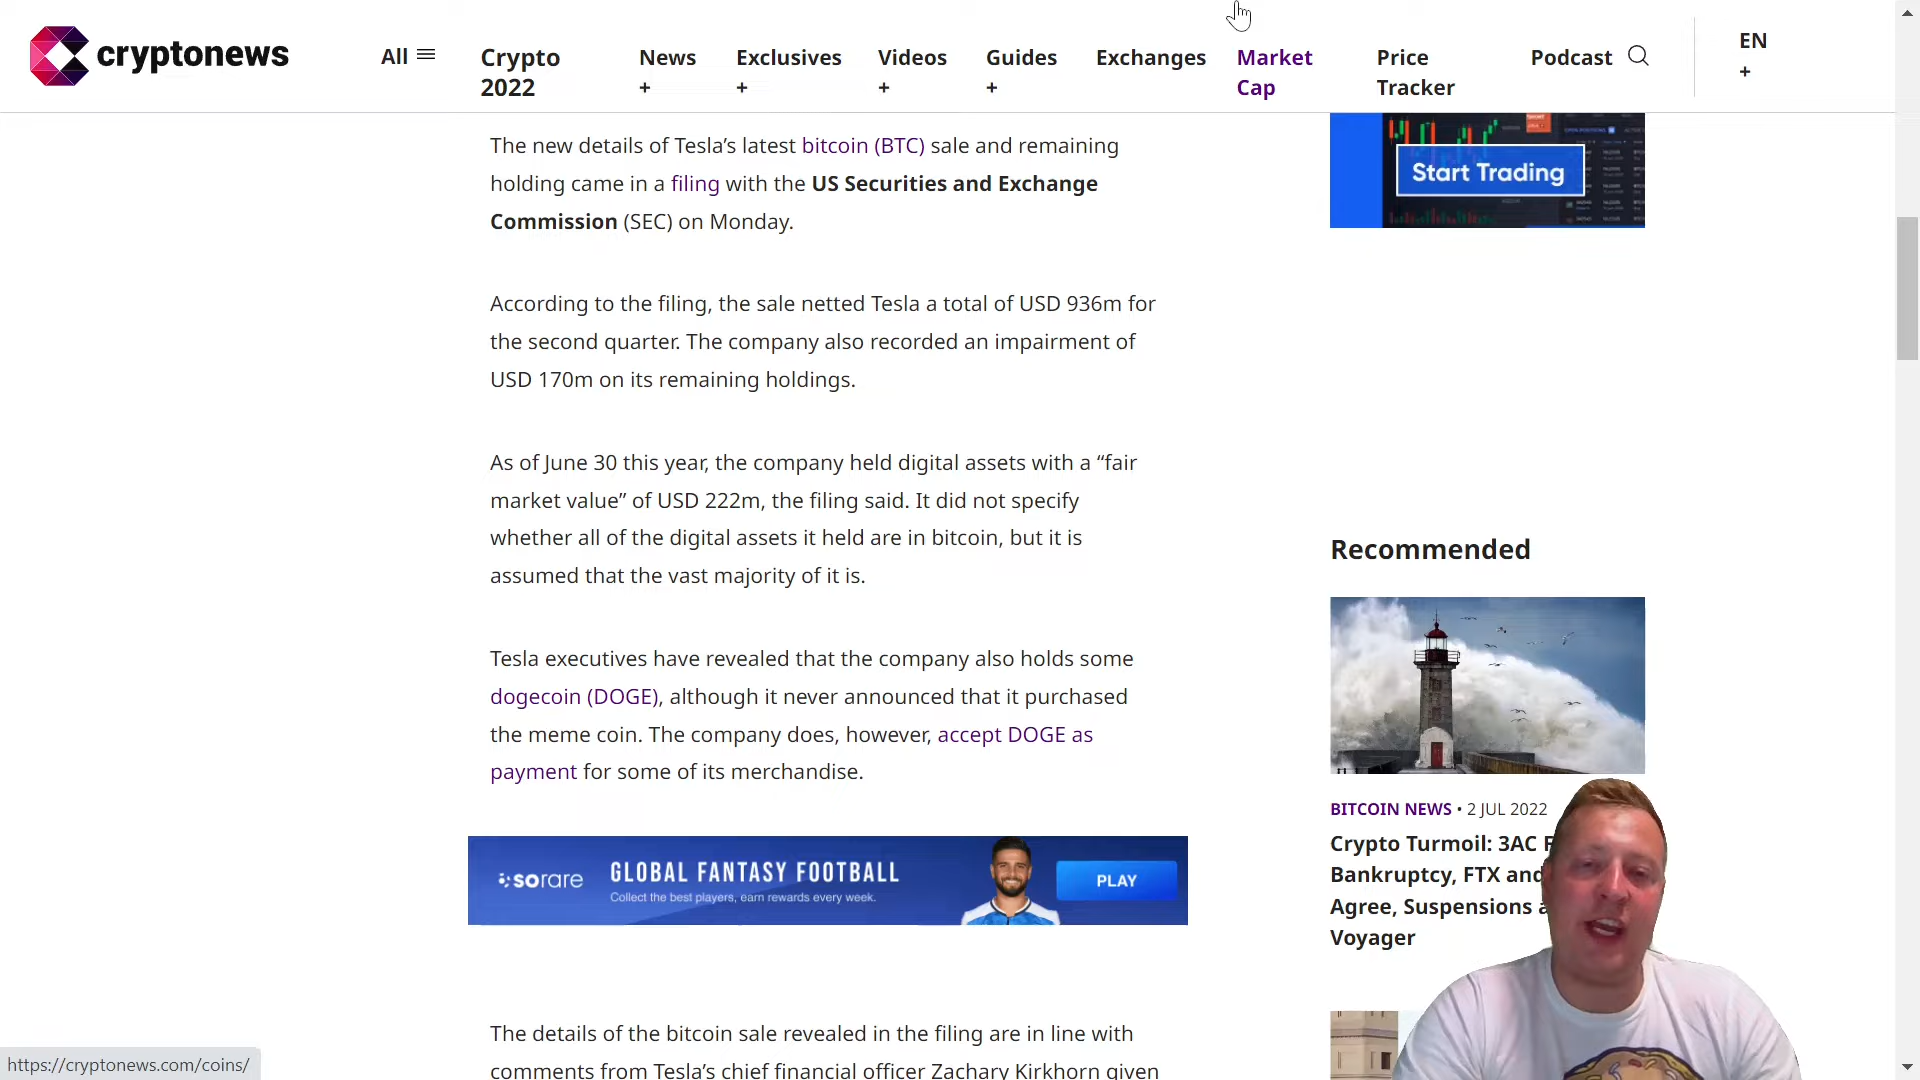 cryptonews
All
Crypto 2022
News +
Exclusives +
Videos +
Guides +
Exchanges
Market Cap
Price Tracker
Podcast
EN +
The new details of Tesla’s latest bitcoin (BTC) sale and remaining
holding came in a filing with the US Securities and Exchange
Commission (SEC) on Monday.
According to the filing, the sale netted Tesla a total of USD 936m for
the second quarter. The company also recorded an impairment of
USD 170m on its remaining holdings.
As of June 30 this year, the company held digital assets with a “fair
market value” of USD 222m, the filing said. It did not specify
whether all of the digital assets it held are in bitcoin, but it is
assumed that the vast majority of it is.
Tesla executives have revealed that the company also holds some
dogecoin (DOGE), although it never announced that it purchased
the meme coin. The company does, however, accept DOGE as
payment for some of its merchandise.
sorare
GLOBAL FANTASY FOOTBALL
Collect the best players, earn rewards every week.
PLAY
The details of the bitcoin sale revealed in the filing are in line with
comments from Tesla’s chief financial officer Zachary Kirkhorn given
Start Trading
Recommended
BITCOIN NEWS • 2 JUL 2022
Crypto Turmoil: 3AC
Bankruptcy, FTX and
Agree, Suspensions
Voyager
https://cryptonews.com/coins/